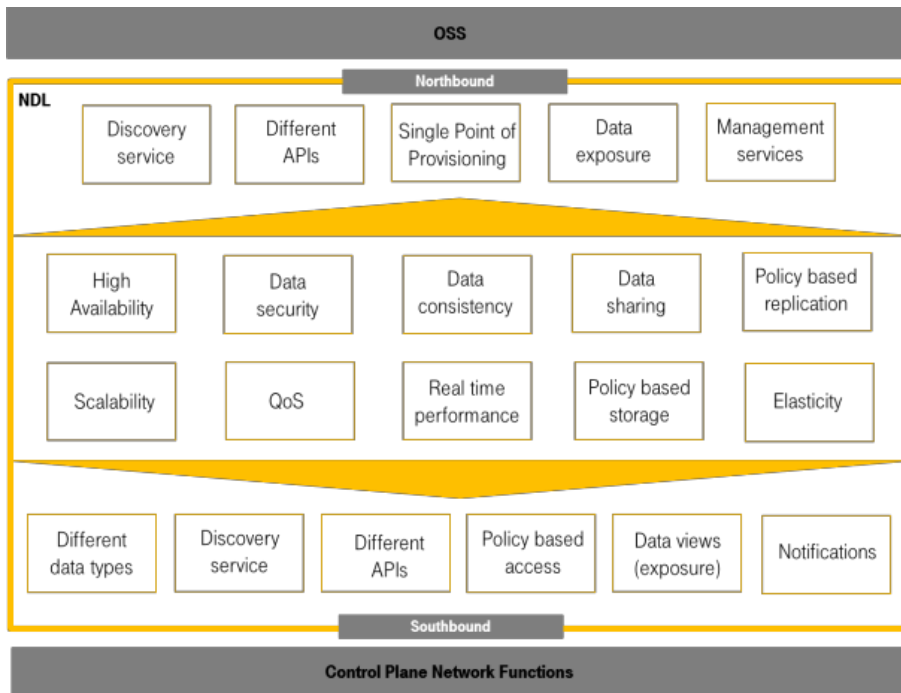 OSS
Northbound
NDL
Discovery
service
Different
APIs
Single Point of
Provisioning
Data
exposure
Management
services
High
Availability
Data
security
Data
consistency
Data
sharing
Policy based
replication
Scalability
QoS
Real time
performance
Policy based
storage
Elasticity
Different
data types
Discovery
service
Different
APIs
Policy based
access
Data views
(exposure)
Notifications
Southbound
Control Plane Network Functions